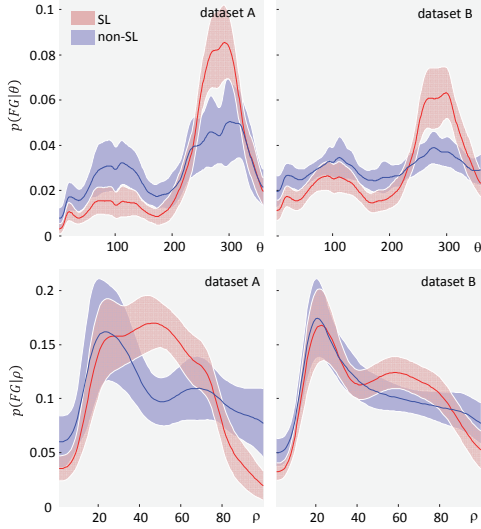 0.1
SL
non-SL
dataset A
dataset B
0.08
p(FG|θ)
0.06
0.04
0.02
0
100 200 300 θ
100 200 300 θ
0.2
dataset A
dataset B
0.15
p(FG|ρ)
0.1
0.05
0
20 40 60 80 ρ
20 40 60 80 ρ